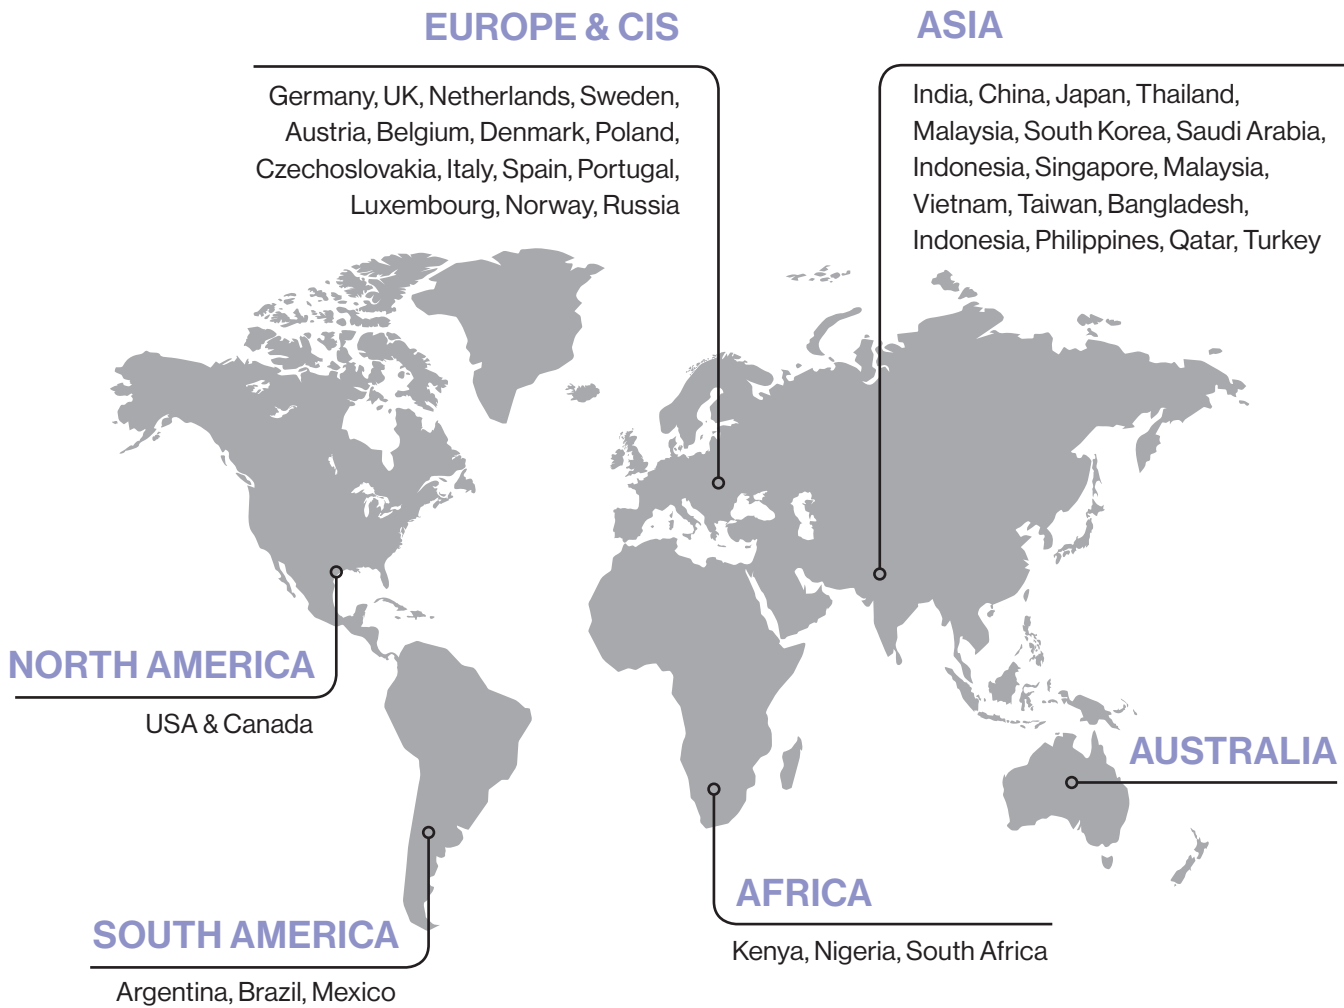 EUROPE & CIS
Germany, UK, Netherlands, Sweden,
Austria, Belgium, Denmark, Poland,
Czechoslovakia, Italy, Spain, Portugal,
Luxembourg, Norway, Russia
ASIA
India, China, Japan, Thailand,
Malaysia, South Korea, Saudi Arabia,
Indonesia, Singapore, Malaysia,
Vietnam, Taiwan, Bangladesh,
Indonesia, Philippines, Qatar, Turkey
NORTH AMERICA
USA & Canada
AUSTRALIA
SOUTH AMERICA
Argentina, Brazil, Mexico
AFRICA
Kenya, Nigeria, South Africa